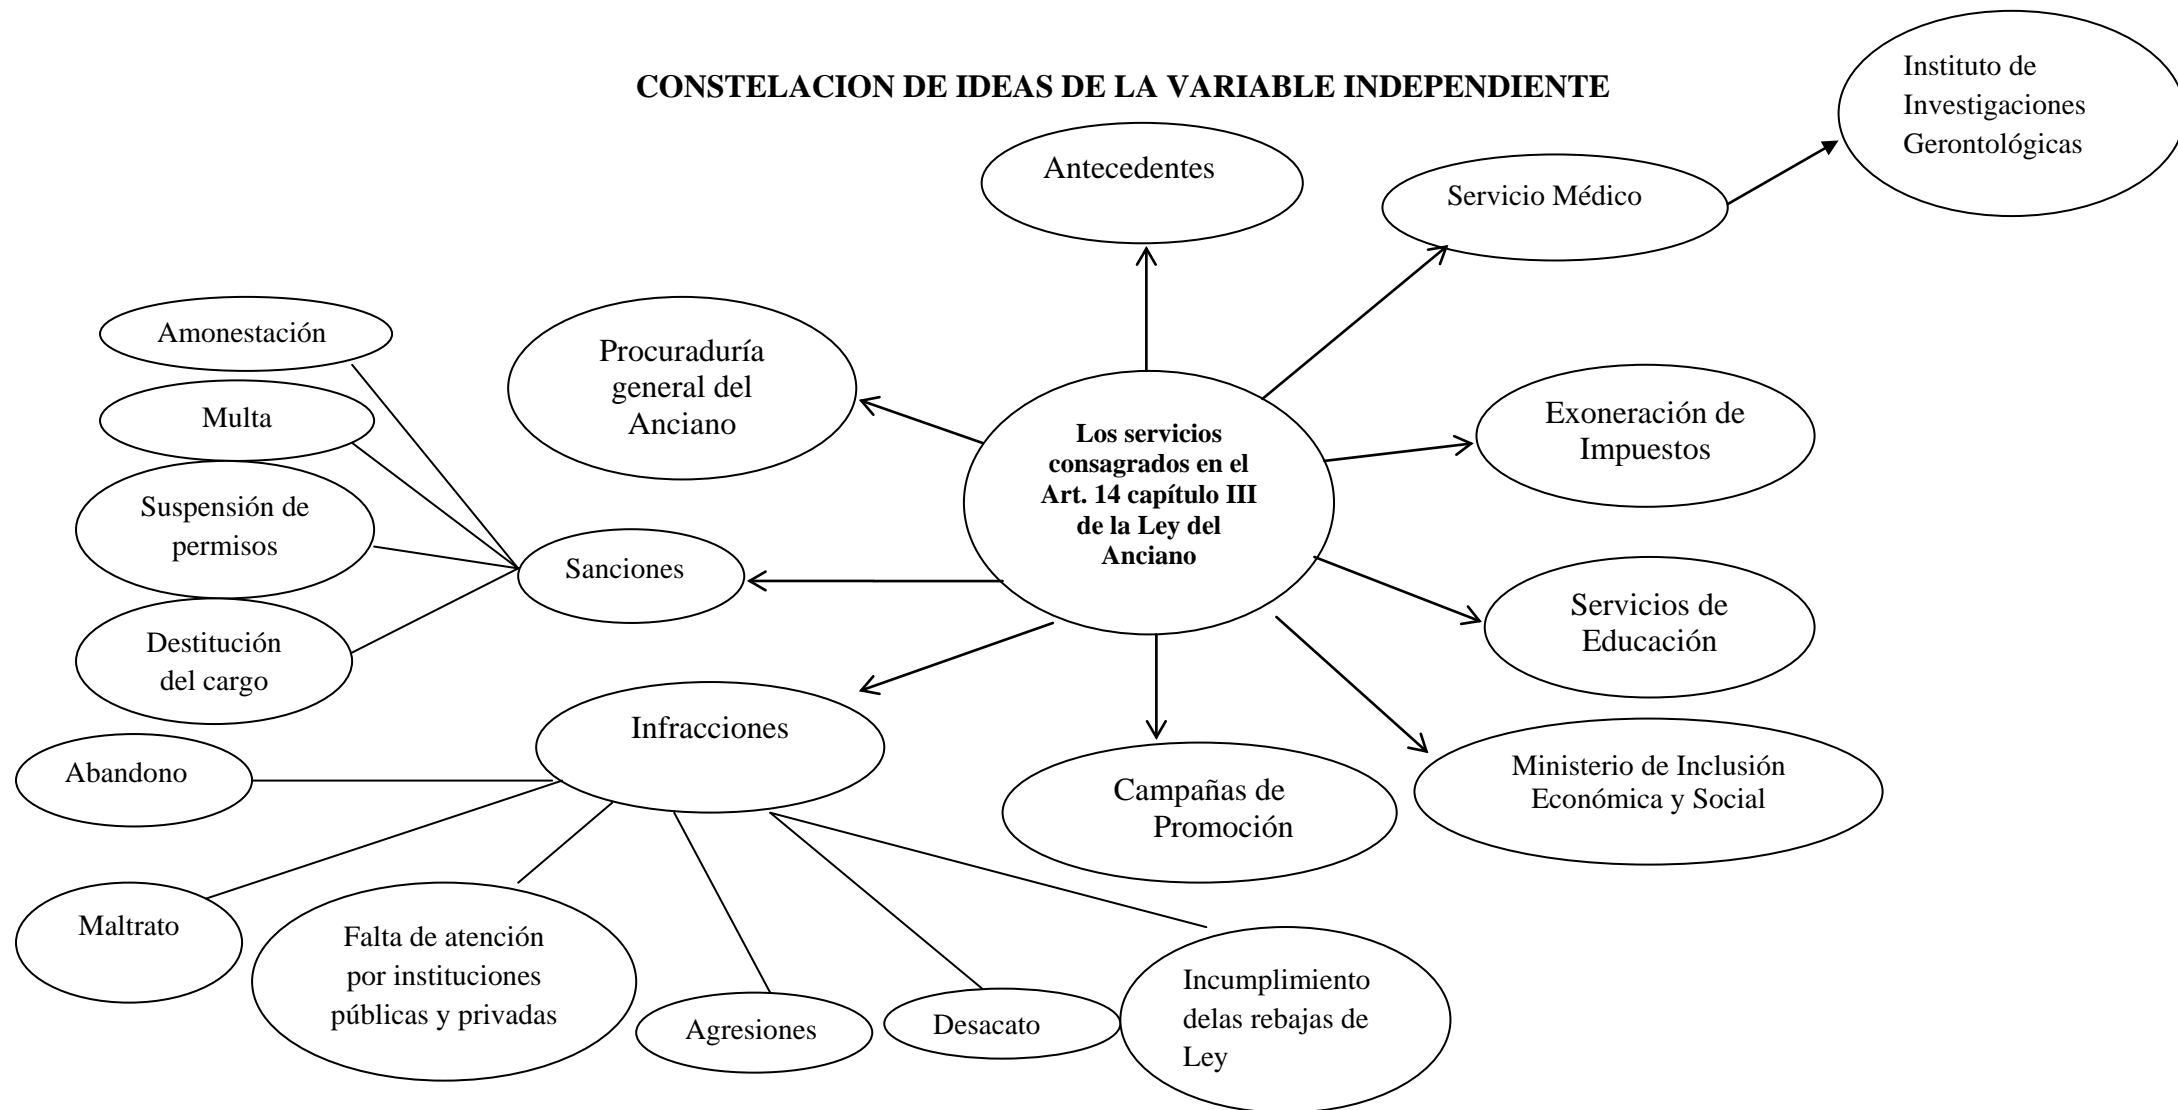 CONSTELACION DE IDEAS DE LA VARIABLE INDEPENDIENTE
Instituto de
Investigaciones
Gerontológicas
Antecedentes
Servicio Médico
Amonestación
Multa
Suspensión de
permisos
Destitución
del cargo
Procuraduría
general del
Anciano
Sanciones
Los servicios
consagrados en el
Art. 14 capítulo III
de la Ley del
Anciano
Exoneración de
Impuestos
Servicios de
Educación
Ministerio de Inclusión
Económica y Social
Campañas de
Promoción
Infracciones
Abandono
Maltrato
Falta de atención
por instituciones
públicas y privadas
Agresiones
Desacato
Incumplimiento
delas rebajas de
Ley